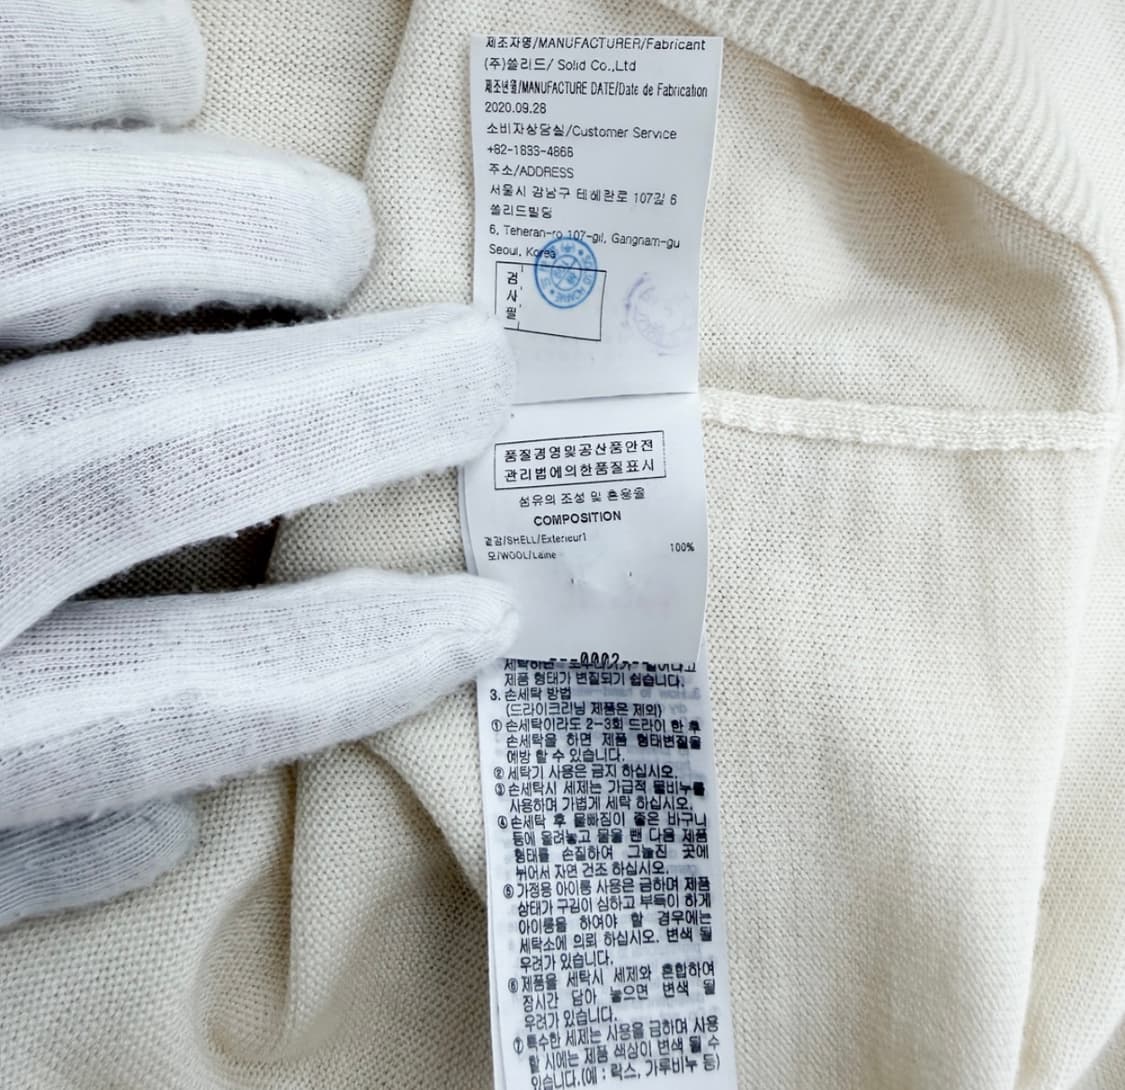 제조자명/MANUFACTURER/Fabricant
(주)쏠리드/ Solid Co.,Ltd
제조년월/MANUFACTURE DATE/Date de Fabrication
2020.09.28
소비자상담실/Customer Service
+82-1833-4866
주소/ADDRESS
서울시 강남구 테헤란로 107길 6
쏠리드빌딩
6, Teheran-ro 107-gil, Gangnam-gu
Seoul, Korea
검
사
필
품질경영및공산품안전
관리법에의한품질표시
섬유의 조성 및 혼용율
COMPOSITION
겉감/SHELL/Exterieur1
모/WOOL/Laine 100%
---0002---
제품 형태가 변질되기 쉽습니다.
3. 손세탁 방법
(드라이크리닝 제품은 제외)
① 손세탁이라도 2-3회 드라이 한 후
손세탁을 하면 제품 형태변질을
예방 할 수 있습니다.
② 세탁기 사용은 금지 하십시오.
③ 손세탁시 세제는 가급적 물비누를
사용하며 가볍게 세탁 하십시오.
④ 손세탁 후 물빠짐이 좋은 바구니
등에 올려놓고 물을 뺀 다음 제품
형태를 손질하여 그늘진 곳에
뉘어서 자연 건조 하십시오.
⑤ 가정용 아이롱 사용은 금하며 제품
상태가 구김이 심하고 부득이 하게
아이롱을 하여야 할 경우에는
세탁소에 의뢰 하십시오. 변색 될
우려가 있습니다.
⑥ 제품을 세탁시 세제와 혼합하여
장시간 담아 놓으면 변색 될
우려가 있습니다.
⑦ 특수한 세제는 사용을 금하며 사용
할 시에는 제품 색상이 변색 될 수
있습니다.(예 : 락스, 가루비누 등)